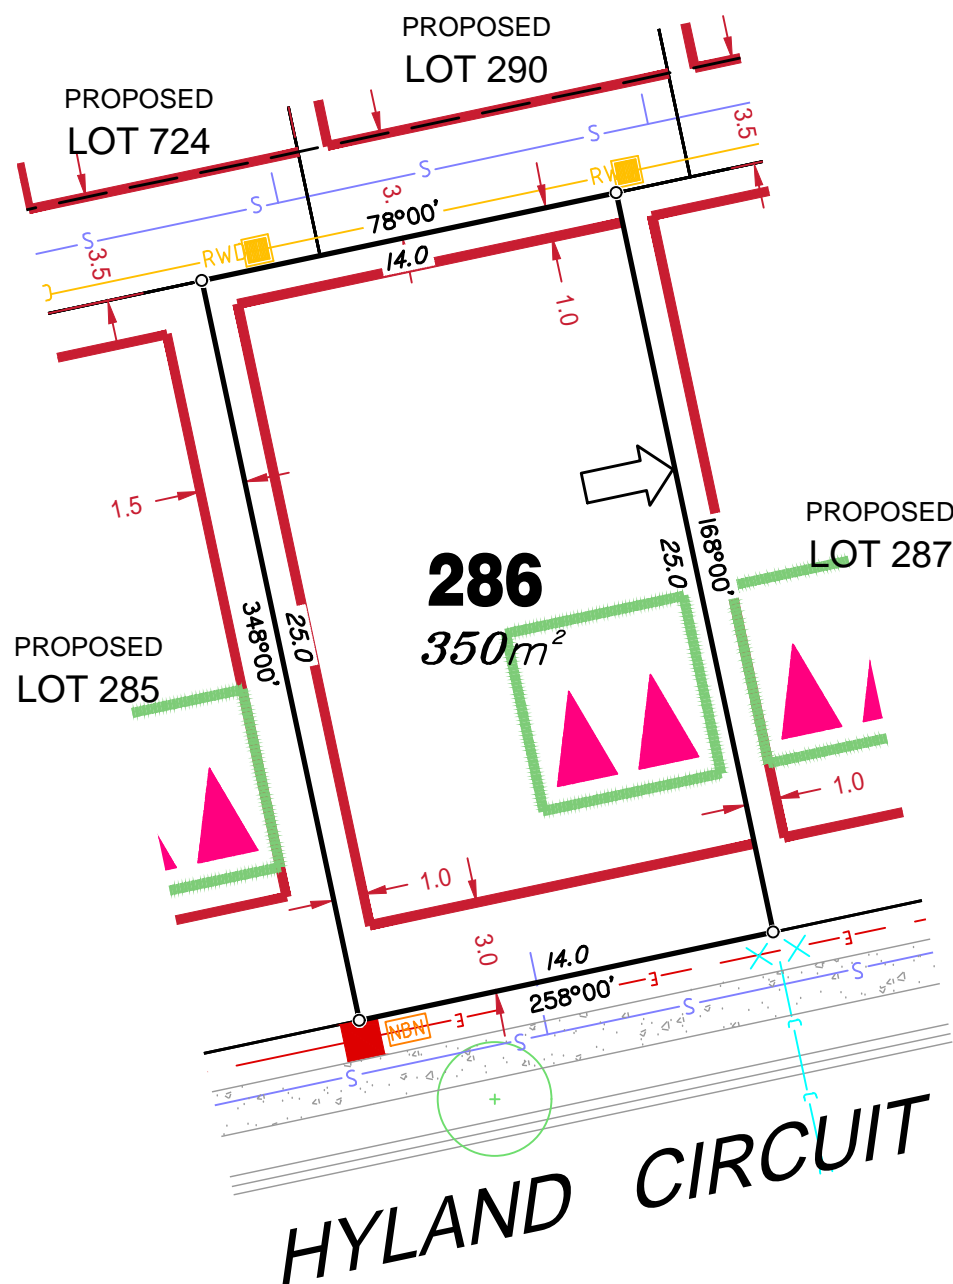 PROPOSED
LOT 290
PROPOSED
LOT 724
3.5
S
S
S
S
RWD
RW
3.
3.5
78°00'
14.0
1.0
1.5
PROPOSED
LOT 287
168°00'
25.0
286
350m²
348°00'
25.0
PROPOSED
LOT 285
1.0
1.0
3.0
14.0
258°00'
E
E
E
NBN
S
S
S
S
HYLAND CIRCUIT